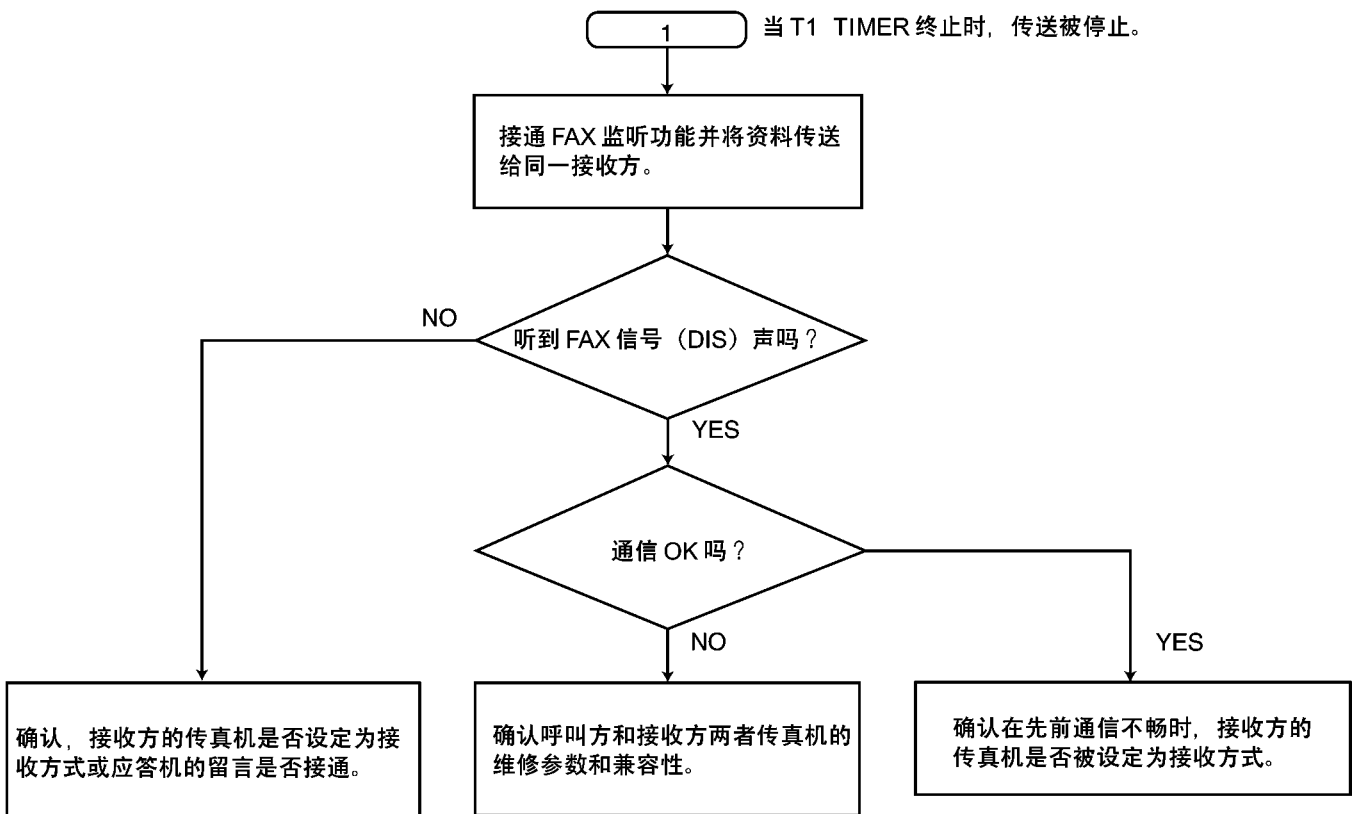 1
当 T1 TIMER 终止时, 传送被停止。
接通 FAX 监听功能并将资料传送
给同一接收方。
NO
听到 FAX 信号（DIS）声吗？
YES
通信 OK 吗？
NO
YES
确认, 接收方的传真机是否设定为接
收方式或应答机的留言是否接通。
确认呼叫方和接收方两者传真机的
维修参数和兼容性。
确认在先前通信不畅时, 接收方的
传真机是否被设定为接收方式。